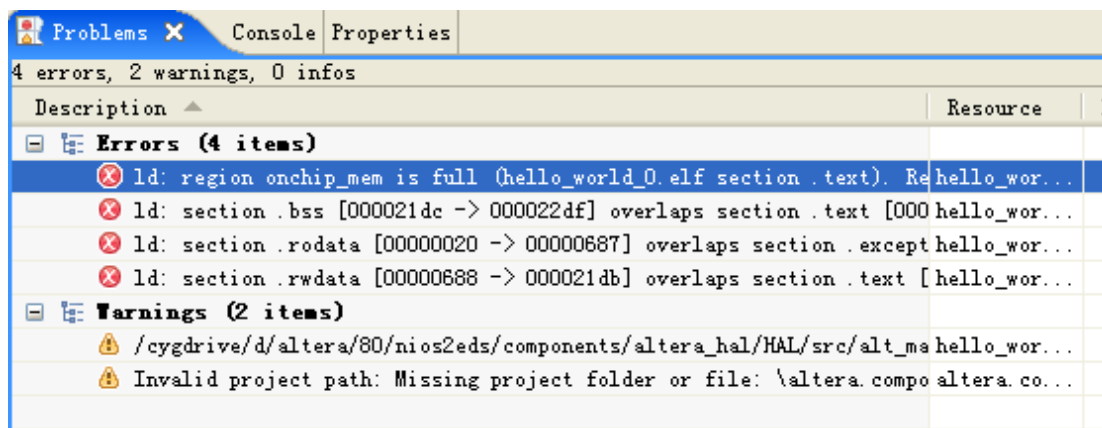 Problems Console Properties
4 errors, 2 warnings, 0 infos
Description Resource
Errors (4 items)
ld: region onchip_mem is full (hello_world_0.elf section .text). Re hello_wor...
ld: section .bss [000021dc -> 000022df] overlaps section .text [000 hello_wor...
ld: section .rodata [00000020 -> 00000687] overlaps section .except hello_wor...
ld: section .rwdata [00000688 -> 000021db] overlaps section .text [ hello_wor...
Warnings (2 items)
/cygdrive/d/altera/80/nios2eds/components/altera_hal/HAL/src/alt_ma hello_wor...
Invalid project path: Missing project folder or file: \altera.compo altera.co...